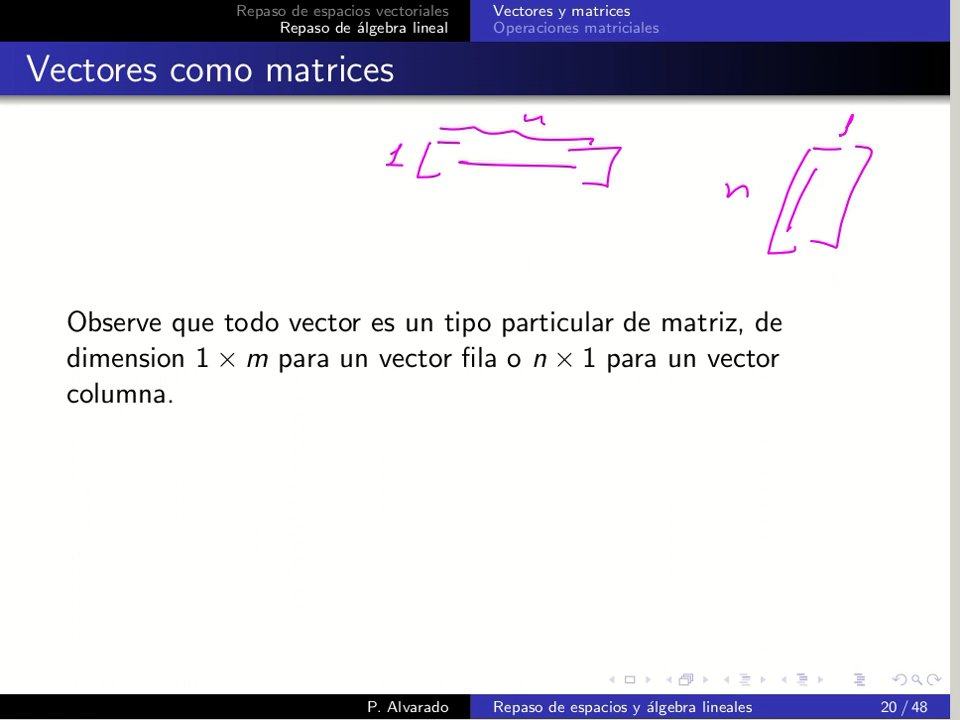 Repaso de espacios vectoriales
Repaso de álgebra lineal
Vectores y matrices
Operaciones matriciales
Vectores como matrices
1
n
1
Observe que todo vector es un tipo particular de matriz, de
dimension 1 × m para un vector fila o n × 1 para un vector
columna.
P. Alvarado
Repaso de espacios y álgebra lineales
20 / 48